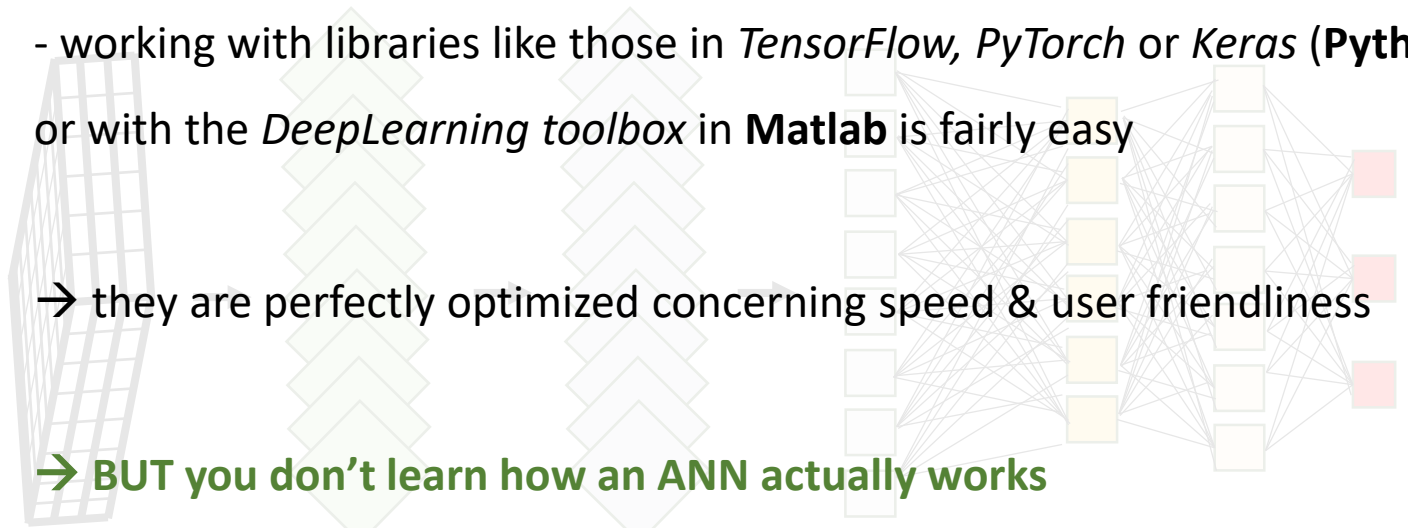 - working with libraries like those in TensorFlow, PyTorch or Keras (Pyth
or with the DeepLearning toolbox in Matlab is fairly easy
→ they are perfectly optimized concerning speed & user friendliness
→ BUT you don’t learn how an ANN actually works